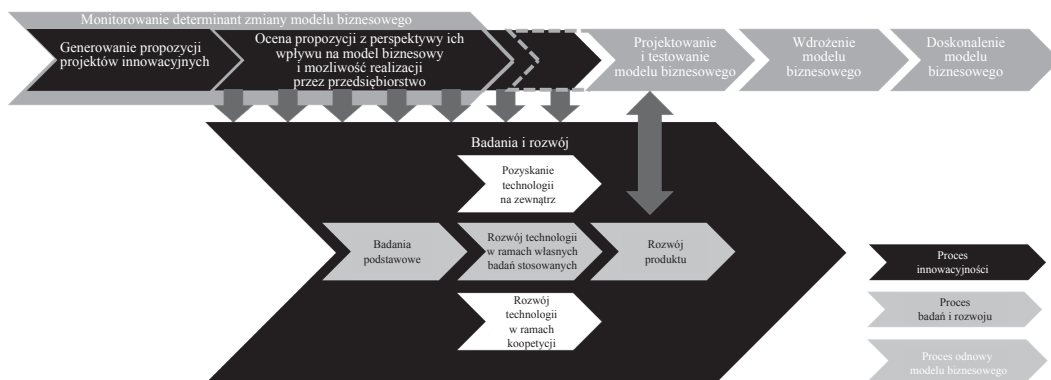 Monitorowanie determinant zmiany modelu biznesowego
Generowanie propozycji
projektów innowacyjnych
Ocena propozycji z perspektywy ich
wpływu na model biznesowy
i mozliwość realizacji
przez przedsiębiorstwo
Projektowanie
i testowanie
modelu biznesowego
Wdrożenie
modelu
biznesowego
Doskonalenie
modelu
biznesowego
Badania i rozwój
Pozyskanie
technologii
na zewnątrz
Badania
podstawowe
Rozwój technologii
w ramach własnych
badań stosowanych
Rozwój
produktu
Rozwój
technologii
w ramach
koopetycji
Proces
innowacyjności
Proces
badań i rozwoju
Proces odnowy
modelu biznesowego